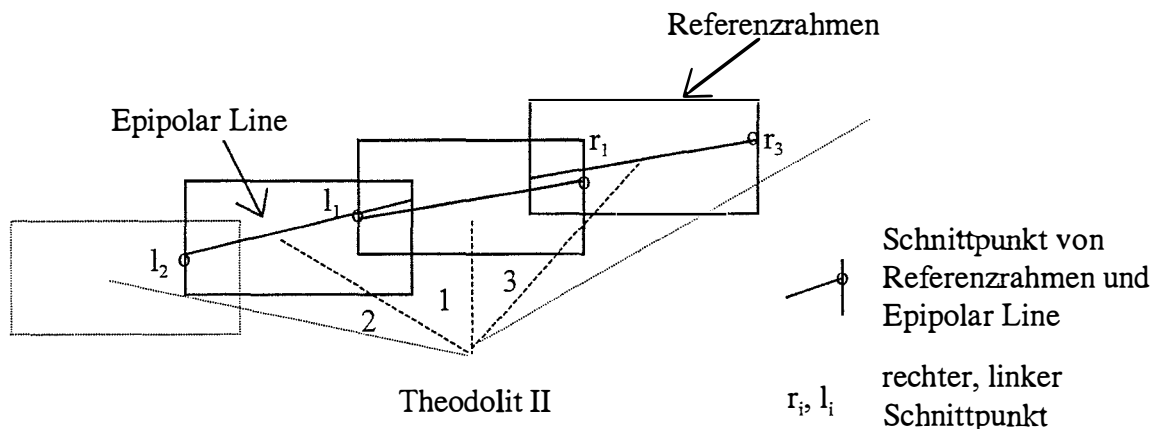 Referenzrahmen
Epipolar Line
r₁
r₃
l₁
l₂
3
1
2
Theodolit II
Schnittpunkt von
Referenzrahmen und
Epipolar Line
rᵢ, lᵢ rechter, linker
Schnittpunkt